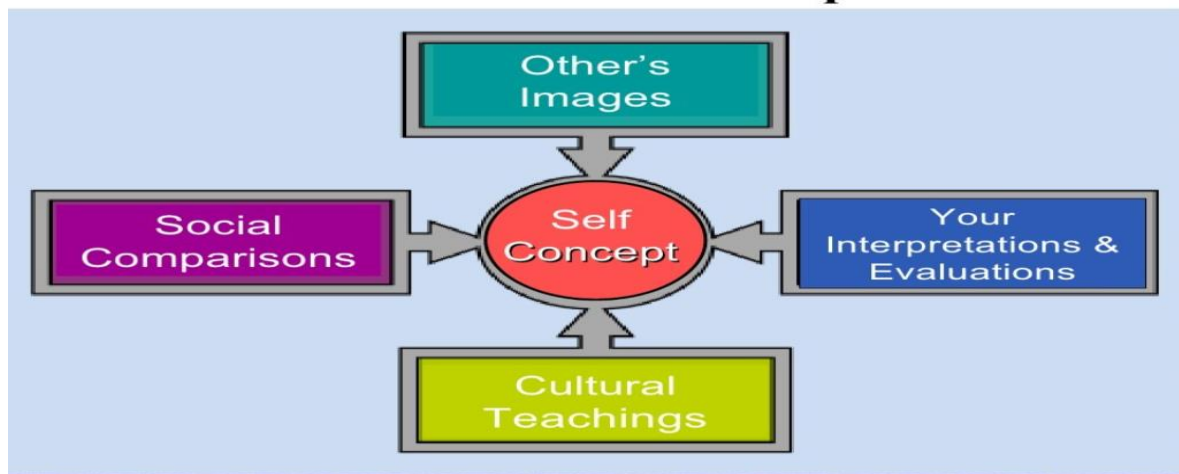 Other's
Images
Social
Comparisons
Self
Concept
Your
Interpretations &
Evaluations
Cultural
Teachings